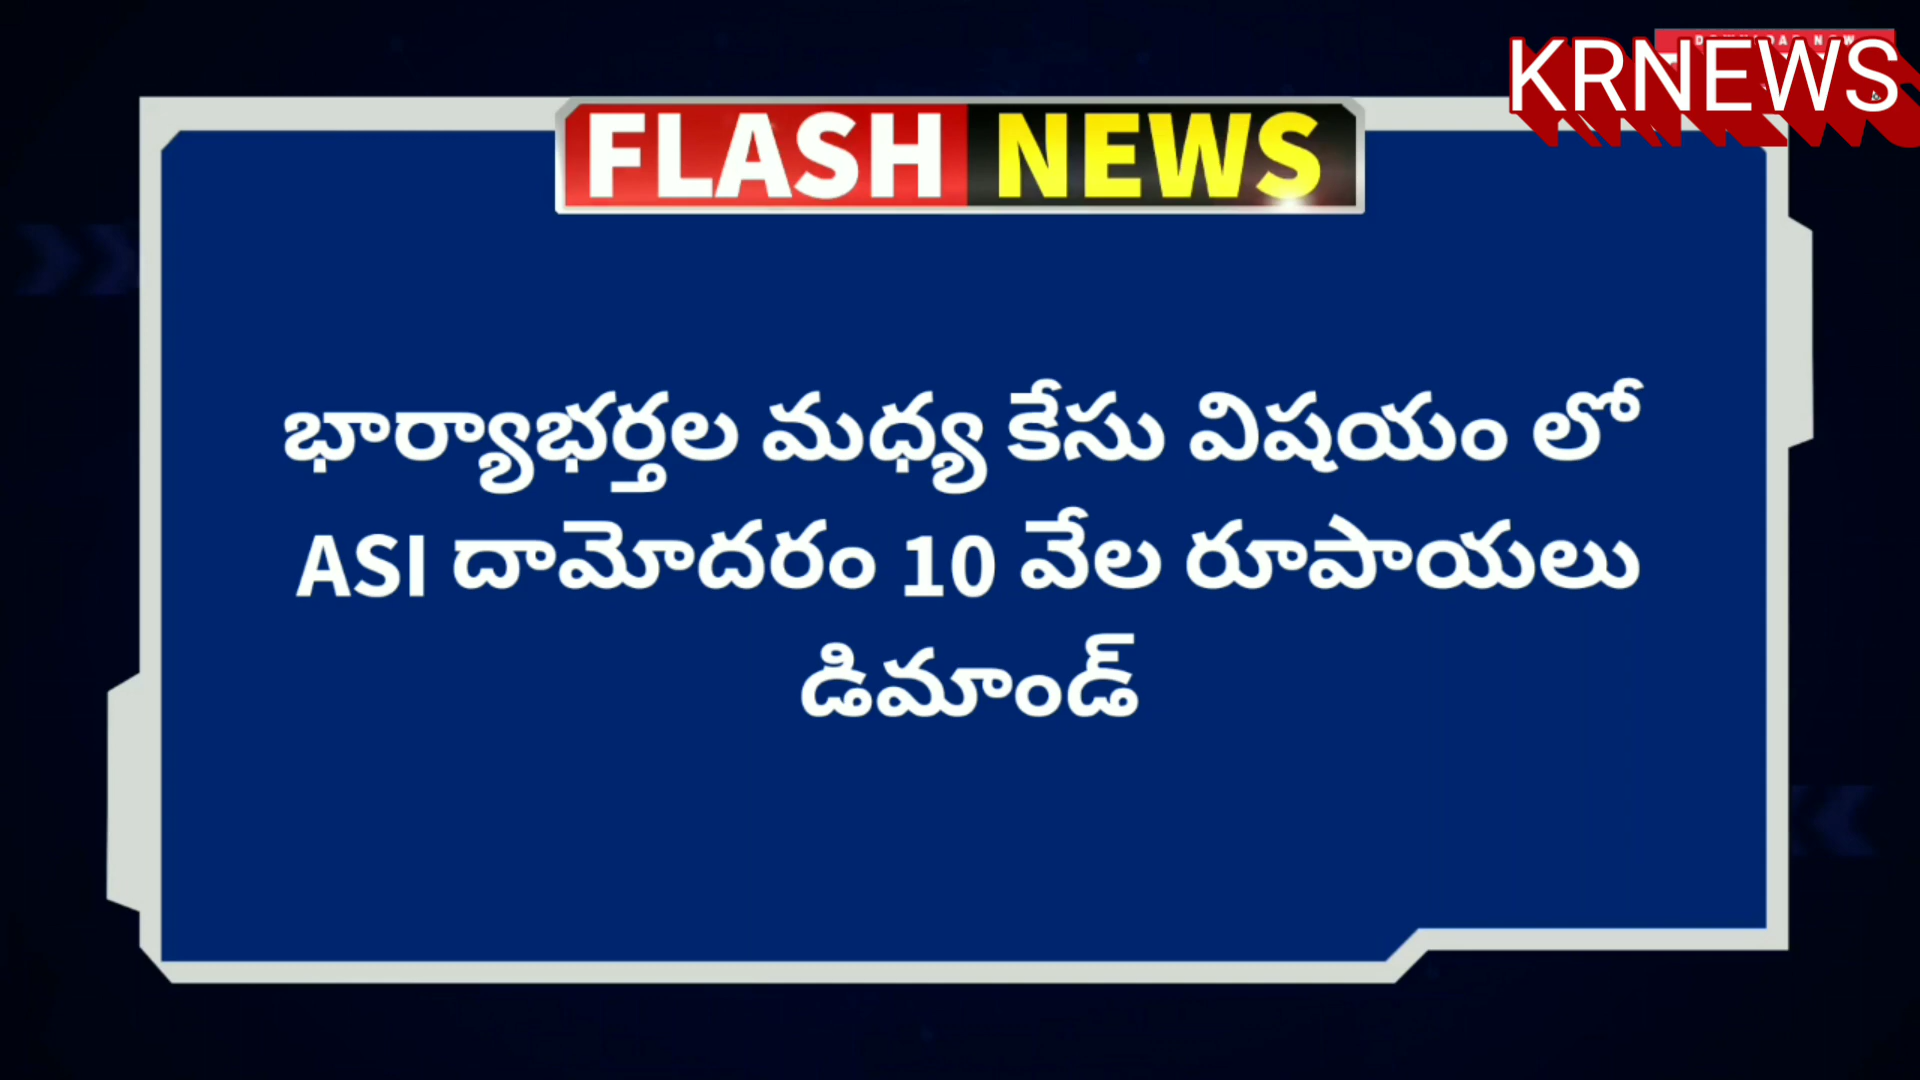 KRNEWS
FLASH NEWS
భార్యాభర్తల మధ్య కేసు విషయం లో
ASI దామోదరం 10 వేల రూపాయలు
డిమాండ్